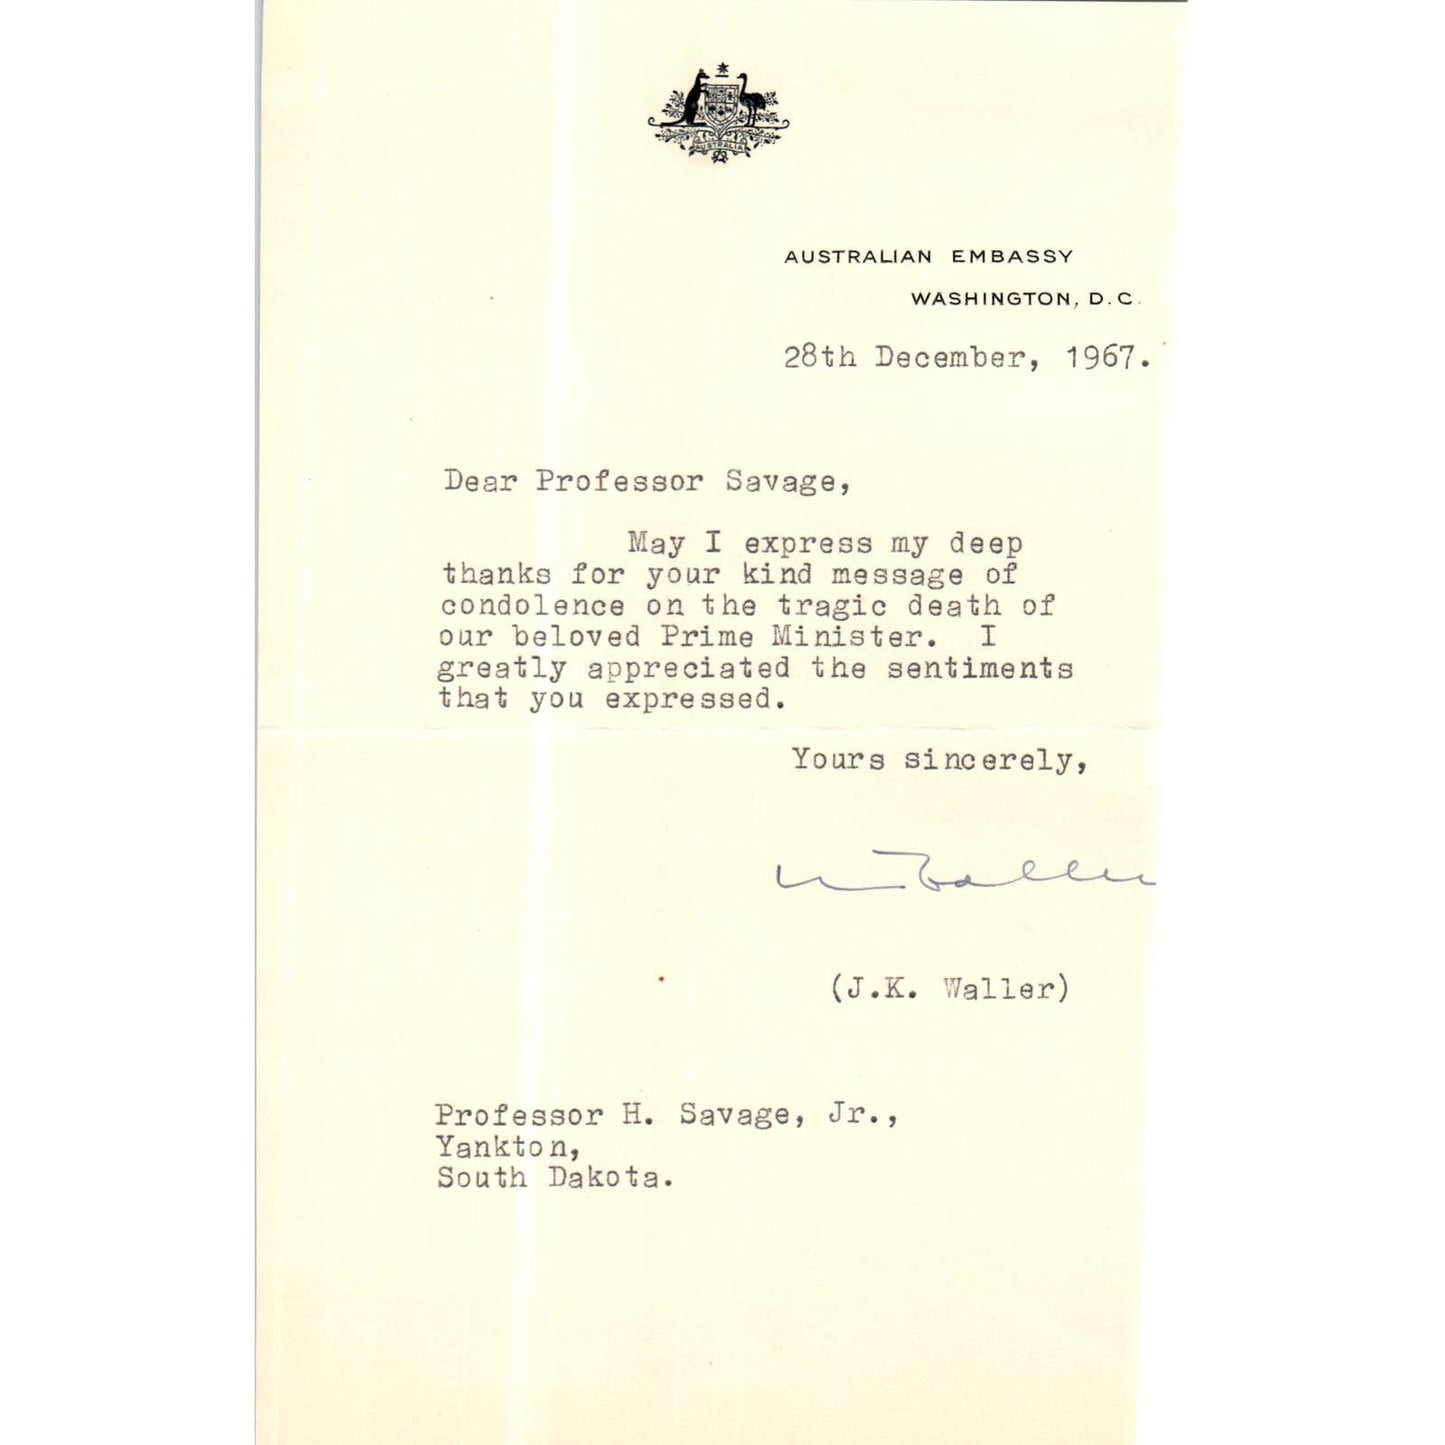 AUSTRALIA
AUSTRALIAN EMBASSY
WASHINGTON, D.C.
28th December, 1967.
Dear Professor Savage,
May I express my deep
thanks for your kind message of
condolence on the tragic death of
our beloved Prime Minister. I
greatly appreciated the sentiments
that you expressed.
Yours sincerely,
Waller
(J.K. Waller)
Professor H. Savage, Jr.,
Yankton,
South Dakota.